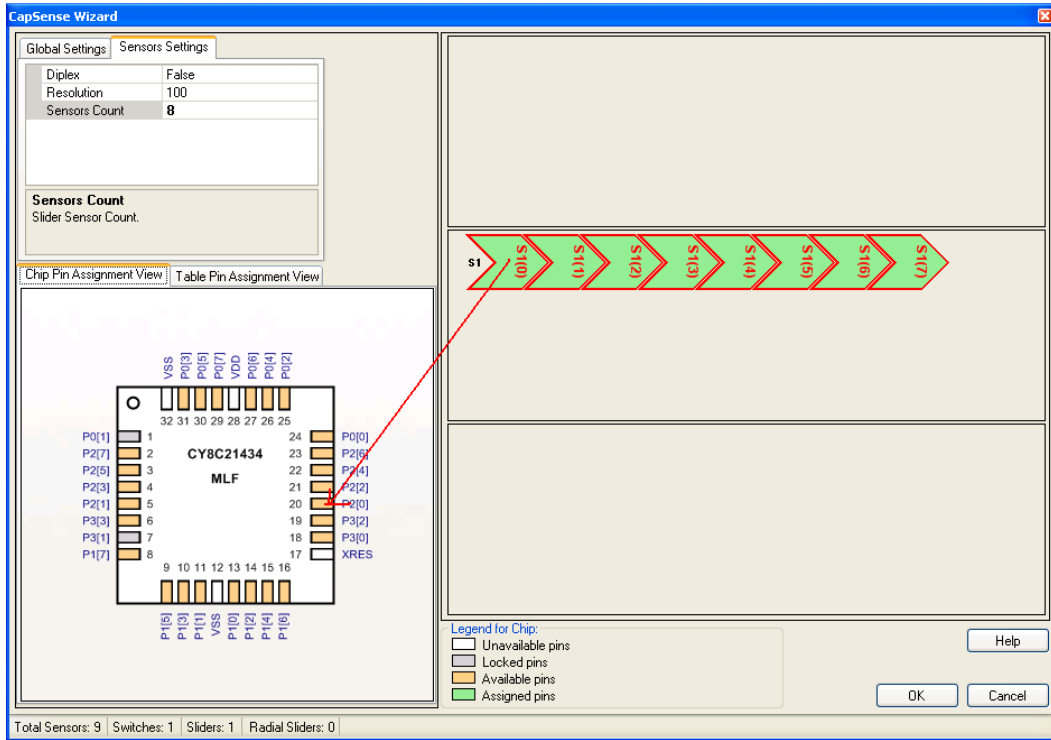 CapSense Wizard
Global Settings Sensors Settings
Diplex False
Resolution 100
Sensors Count 8
Sensors Count
Slider Sensor Count.
Chip Pin Assignment View Table Pin Assignment View
VSS P0[3] P0[5] P0[7] VDD P0[6] P0[4] P0[2]
32 31 30 29 28 27 26 25
P0[1] 1 24 P0[0]
P2[7] 2 CY8C21434 23 P2[6]
P2[5] 3 MLF 22 P2[4]
P2[3] 4 21 P2[2]
P2[1] 5 20 P2[0]
P3[3] 6 19 P3[2]
P3[1] 7 18 P3[0]
P1[7] 8 17 XRES
9 10 11 12 13 14 15 16
P1[5] P1[3] P1[1] VSS P1[0] P1[2] P1[4] P1[6]
S1 S1(0) S1(1) S1(2) S1(3) S1(4) S1(5) S1(6) S1(7)
Legend for Chip:
Unavailable pins
Locked pins
Available pins
Assigned pins
Help
OK Cancel
Total Sensors: 9 Switches: 1 Sliders: 1 Radial Sliders: 0